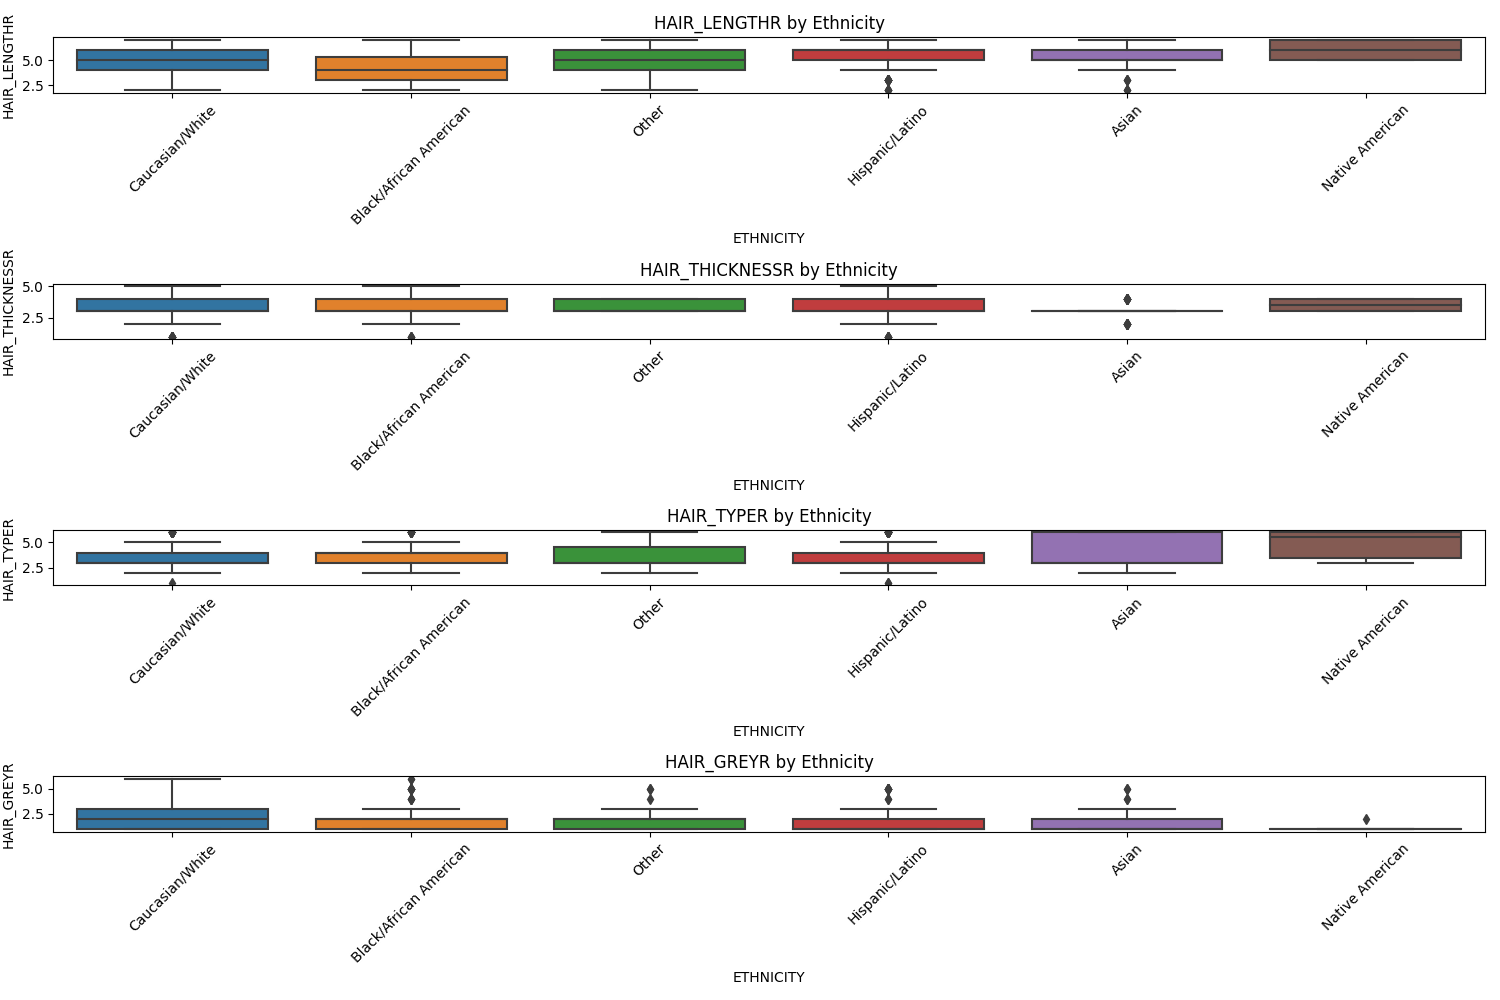 HAIR_LENGTHR by Ethnicity
HAIR_LENGTHR
5.0
2.5
Caucasian/White
Black/African American
Other
Hispanic/Latino
Asian
Native American
ETHNICITY
HAIR_THICKNESSR by Ethnicity
HAIR_THICKNESSR
5.0
2.5
Caucasian/White
Black/African American
Other
Hispanic/Latino
Asian
Native American
ETHNICITY
HAIR_TYPER by Ethnicity
HAIR_TYPER
5.0
2.5
Caucasian/White
Black/African American
Other
Hispanic/Latino
Asian
Native American
ETHNICITY
HAIR_GREYR by Ethnicity
HAIR_GREYR
5.0
2.5
Caucasian/White
Black/African American
Other
Hispanic/Latino
Asian
Native American
ETHNICITY